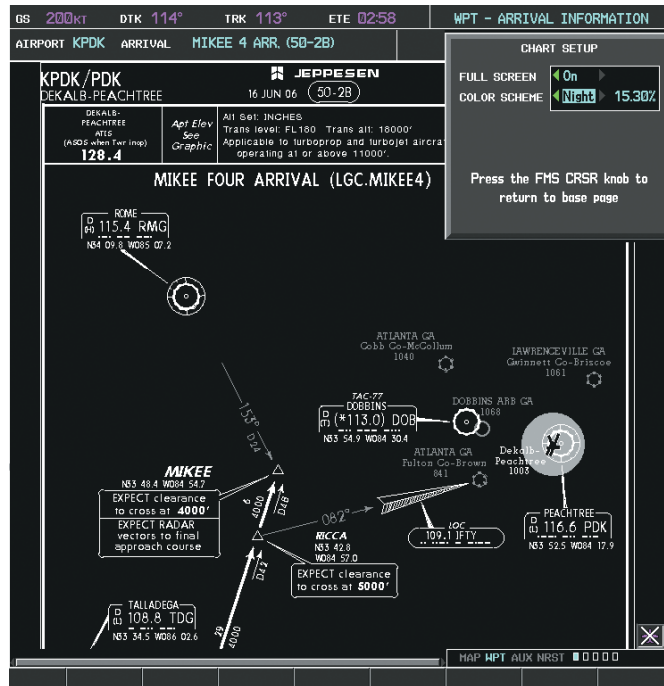 GS 200KT DTK 114° TRK 113° ETE 02:58 WPT - ARRIVAL INFORMATION
AIRPORT KPDK ARRIVAL MIKEE 4 ARR. (50-2B)
CHART SETUP
FULL SCREEN On
COLOR SCHEME Night 15.30%
Press the FMS CRSR knob to
return to base page
KPDK/PDK
DEKALB-PEACHTREE
JEPPESEN
16 JUN 06 50-2B
DEKALB-
PEACHTREE
ATIS
(ASOS when Twr inop)
128.4
Apt Elev
See
Graphic
Alt Set: INCHES
Trans level: FL180 Trans alt: 18000'
Applicable to turboprop and turbojet aircra
operating at or above 11000'.
MIKEE FOUR ARRIVAL (LGC.MIKEE4)
ROME
D
(H) 115.4 RMG
N34 09.8 W085 07.2
ATLANTA GA
Cobb Co-McCollum
1040
LAWRENCEVILLE GA
Gwinnett Co-Briscoe
1061
TAC-77
DOBBINS
D
(T) (*113.0) DOB
N33 54.9 W084 30.4
DOBBINS ARB GA
1068
153°
D24
ATLANTA GA
Fulton Co-Brown
841
Dekalb-
Peachtree
1003
MIKEE
N33 48.4 W084 54.7
EXPECT clearance
to cross at 4000'
EXPECT RADAR
vectors to final
approach course
6
4000
D48
082°
LOC
109.1 IFTY
PEACHTREE
D
(L) 116.6 PDK
N33 52.5 W084 17.9
RICCA
N33 42.8
W084 57.0
EXPECT clearance
to cross at 5000'
D42
29
4000
TALLADEGA
D
(L) 108.8 TDG
N33 34.5 W086 02.6
MAP WPT AUX NRST